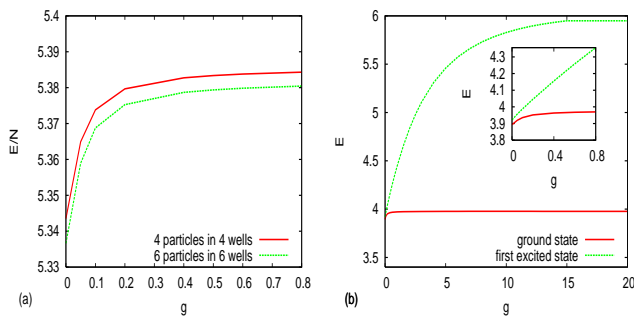 5.4
5.39
5.38
5.37
5.36
5.35
5.34
5.33
E/N
4 particles in 4 wells
6 particles in 6 wells
0 0.1 0.2 0.3 0.4 0.5 0.6 0.7 0.8
(a) g
6
5.5
5
4.5
4
3.5
E
4.3
4.2
4.1
4
3.9
3.8
E
0 0.4 0.8
g
ground state
first excited state
0 5 10 15 20
(b) g